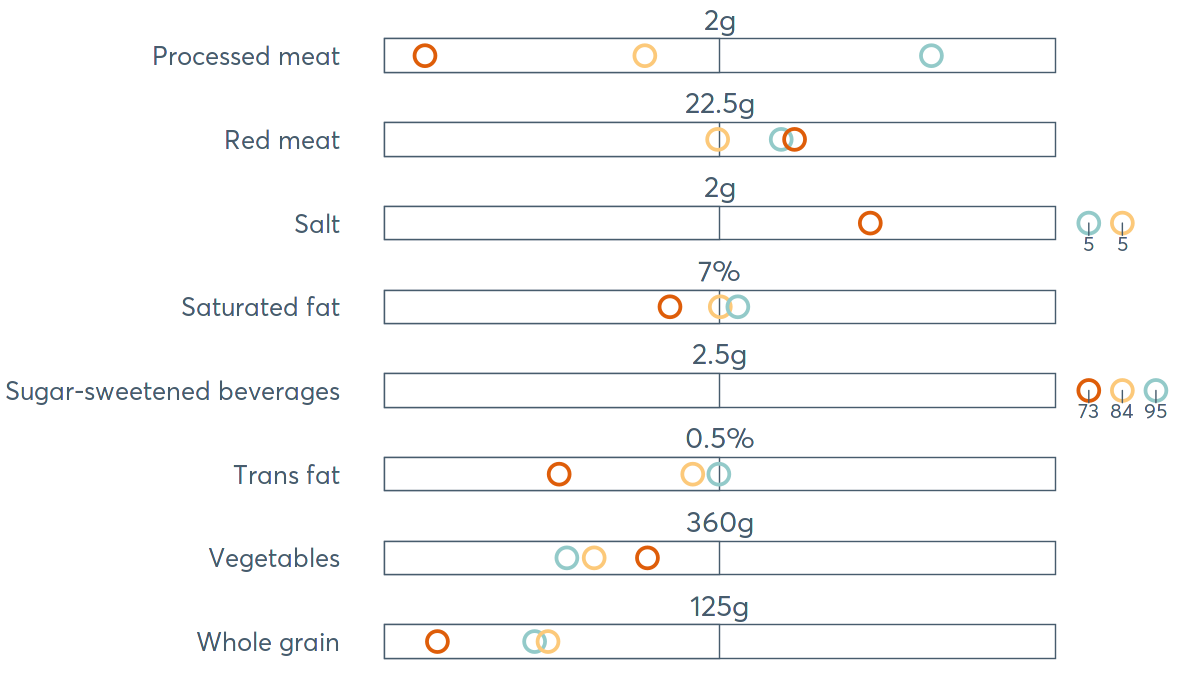 2g
Processed meat
22.5g
Red meat
2g
Salt
5 5
7%
Saturated fat
2.5g
Sugar-sweetened beverages
73 84 95
0.5%
Trans fat
360g
Vegetables
125g
Whole grain